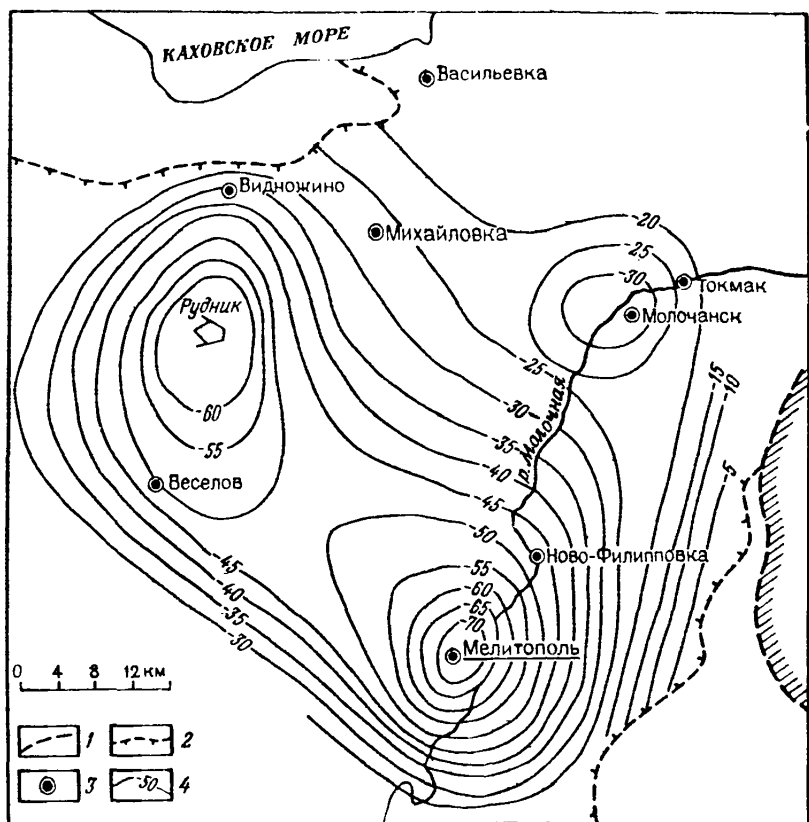 КАХОВСКОЕ МОРЕ
Васильевка
Видножино
Михайловка
-20
-25
-30
Токмак
Молочанск
Рудник
-60
-55
Веселов
-25
-30
-35
-40
-45
р. Молочная
-15
-10
-5
-50
-55
-60
-65
-70
Ново-Филипповка
Мелитополь
-45
-40
-35
-30
0 4 8 12 км
1 2
3 -50 4